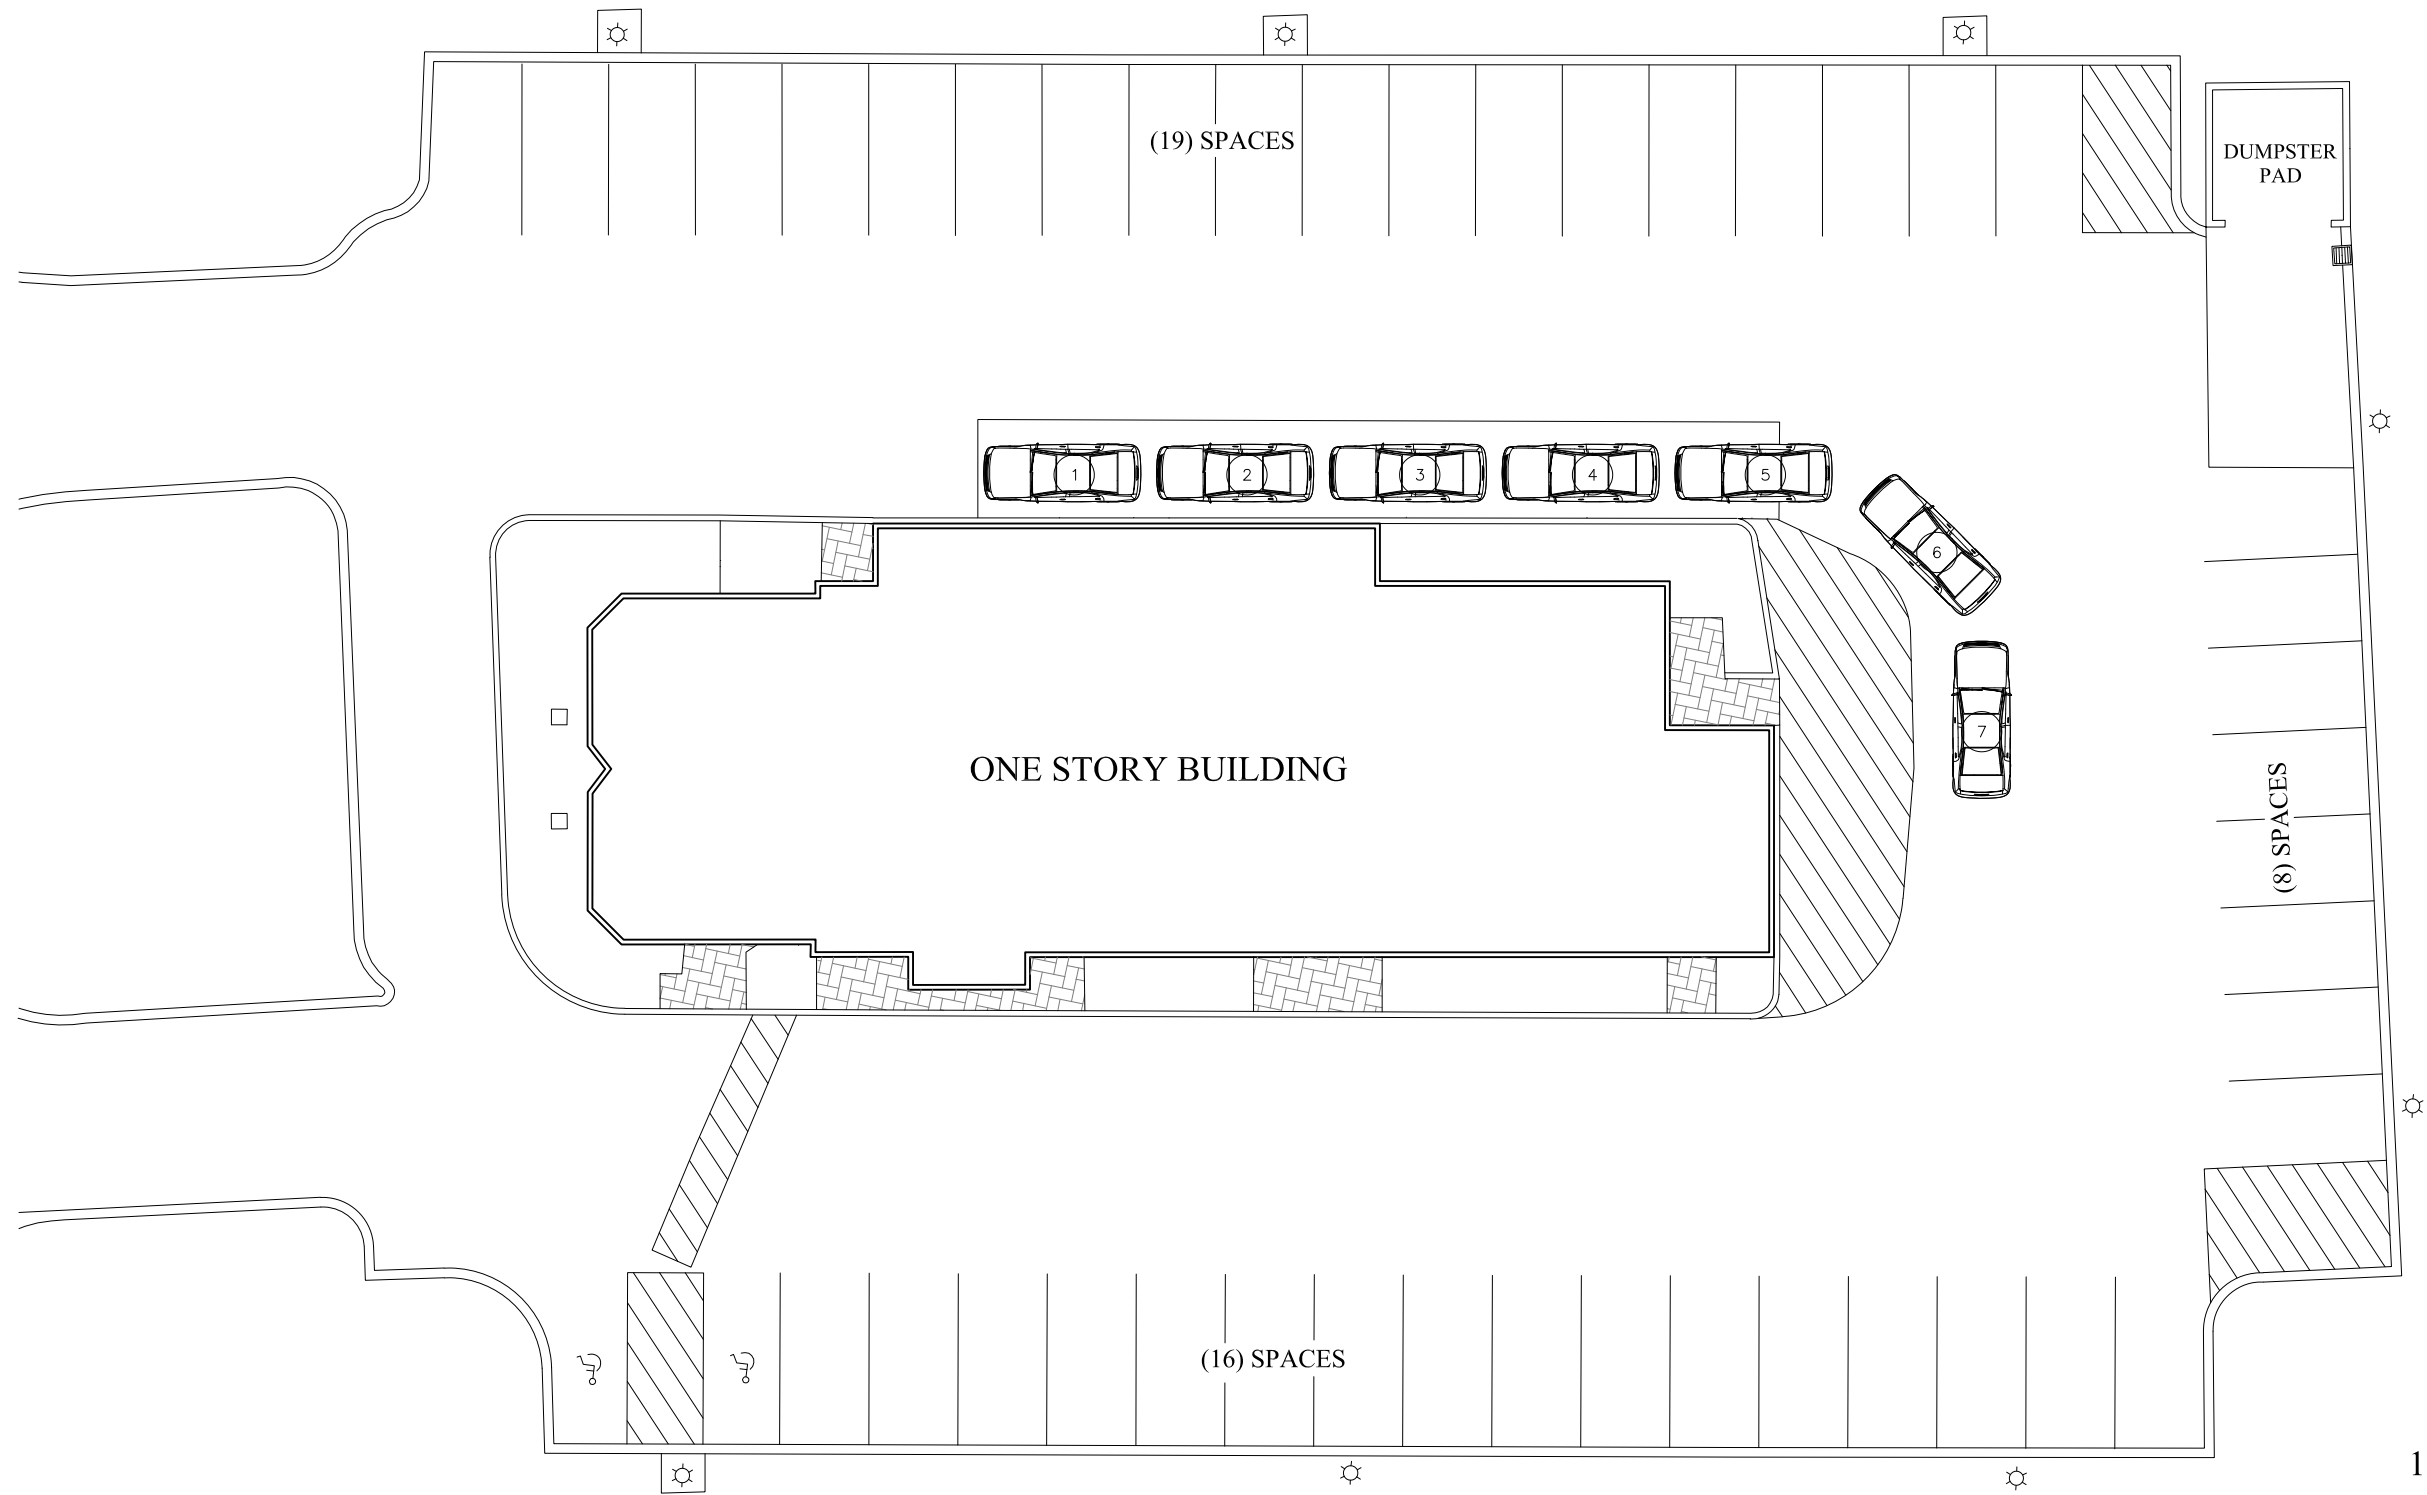 (19) SPACES
DUMPSTER
PAD
1
2
3
4
5
6
7
ONE STORY BUILDING
(8) SPACES
(16) SPACES
1